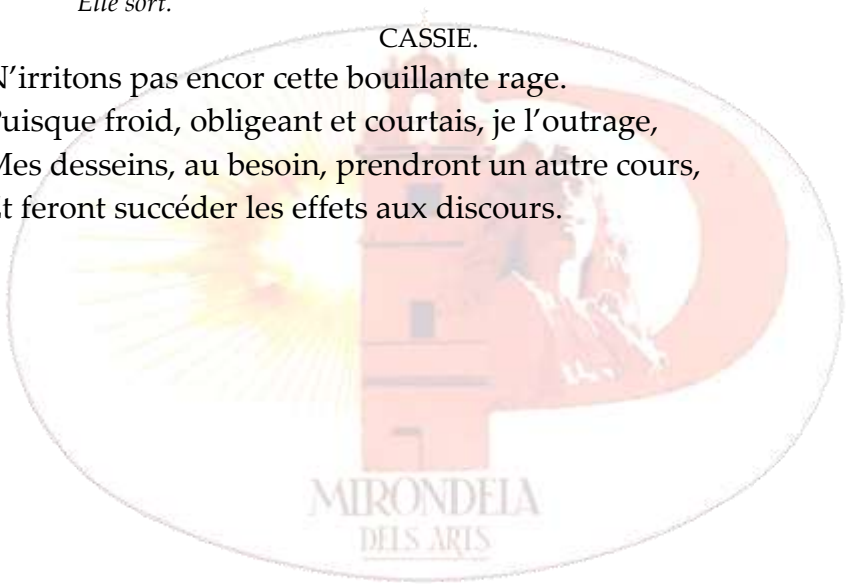 Elle sort.
CASSIE.
N’irritons pas encor cette bouillante rage.
Puisque froid, obligeant et courtais, je l’outrage,
Mes desseins, au besoin, prendront un autre cours,
Et feront succéder les effets aux discours.
MIRONDELA
DELS ARTS